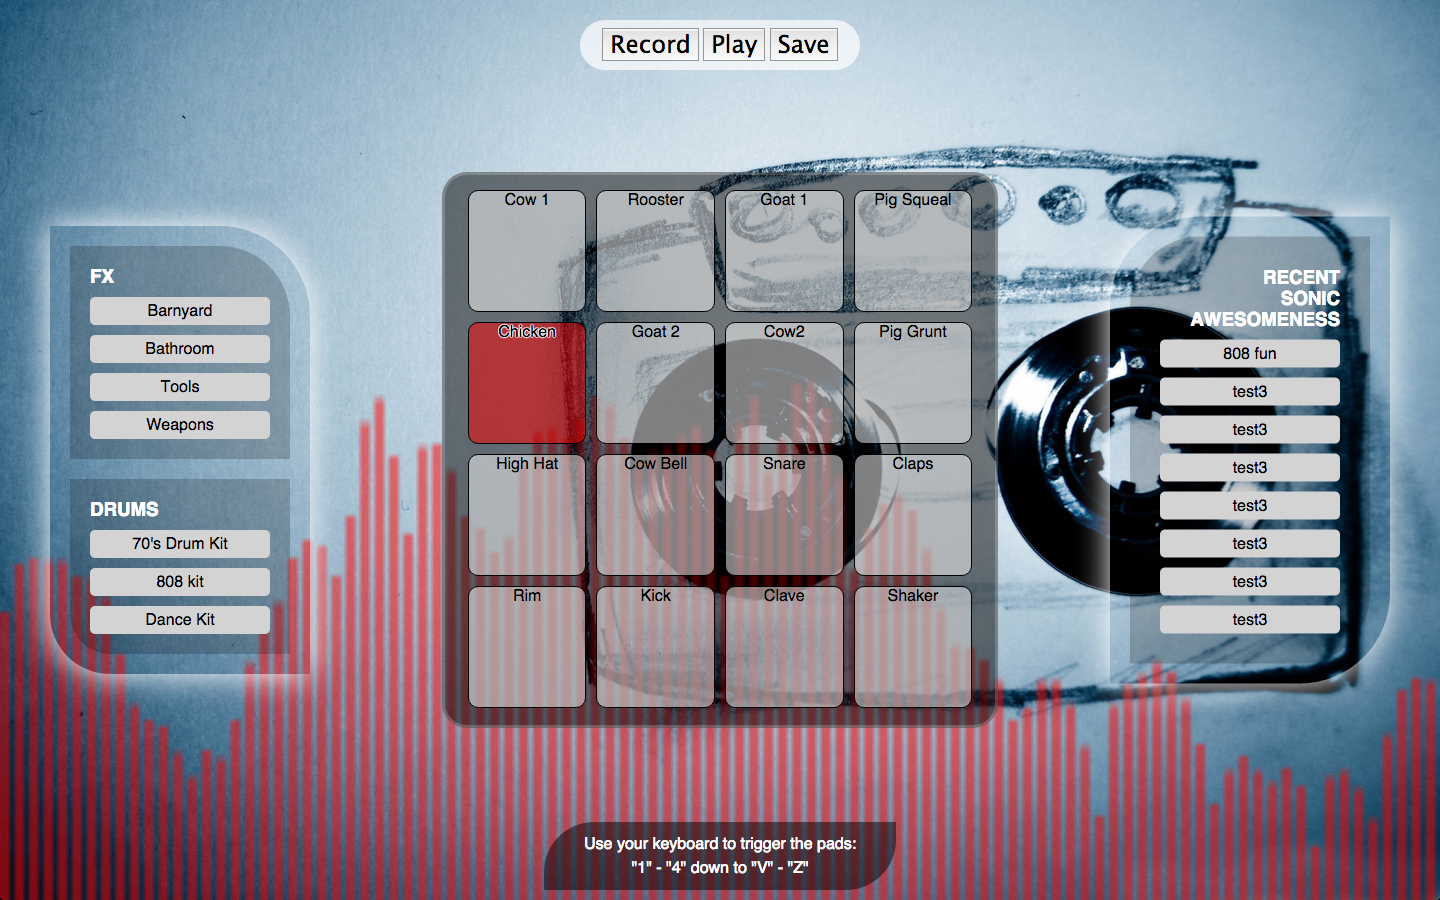 Record Play Save
FX
Barnyard
Bathroom
Tools
Weapons
DRUMS
70's Drum Kit
808 kit
Dance Kit
Cow 1 Rooster Goat 1 Pig Squeal
Chicken Goat 2 Cow2 Pig Grunt
High Hat Cow Bell Snare Claps
Rim Kick Clave Shaker
RECENT
SONIC
AWESOMENESS
808 fun
test3
test3
test3
test3
test3
test3
test3
Use your keyboard to trigger the pads:
"1" - "4" down to "V" - "Z"